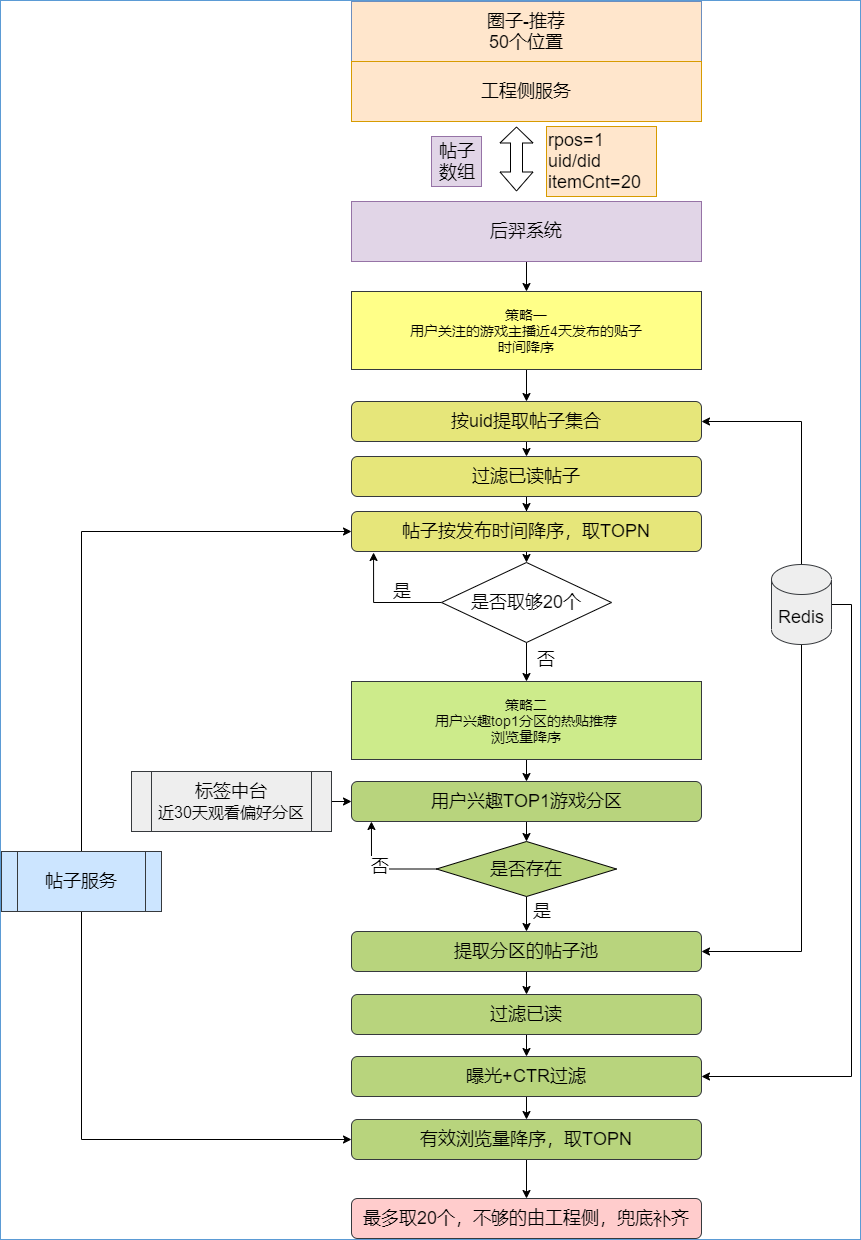 圈子-推荐
50个位置
工程侧服务
帖子
数组
rpos=1
uid/did
itemCnt=20
后羿系统
策略一
用户关注的游戏主播近4天发布的贴子
时间降序
按uid提取帖子集合
过滤已读帖子
帖子按发布时间降序，取TOPN
是
是否取够20个
Redis
否
策略二
用户兴趣top1分区的热贴推荐
浏览量降序
标签中台
近30天观看偏好分区
用户兴趣TOP1游戏分区
否
是否存在
帖子服务
是
提取分区的帖子池
过滤已读
曝光+CTR过滤
有效浏览量降序，取TOPN
最多取20个，不够的由工程侧，兜底补齐